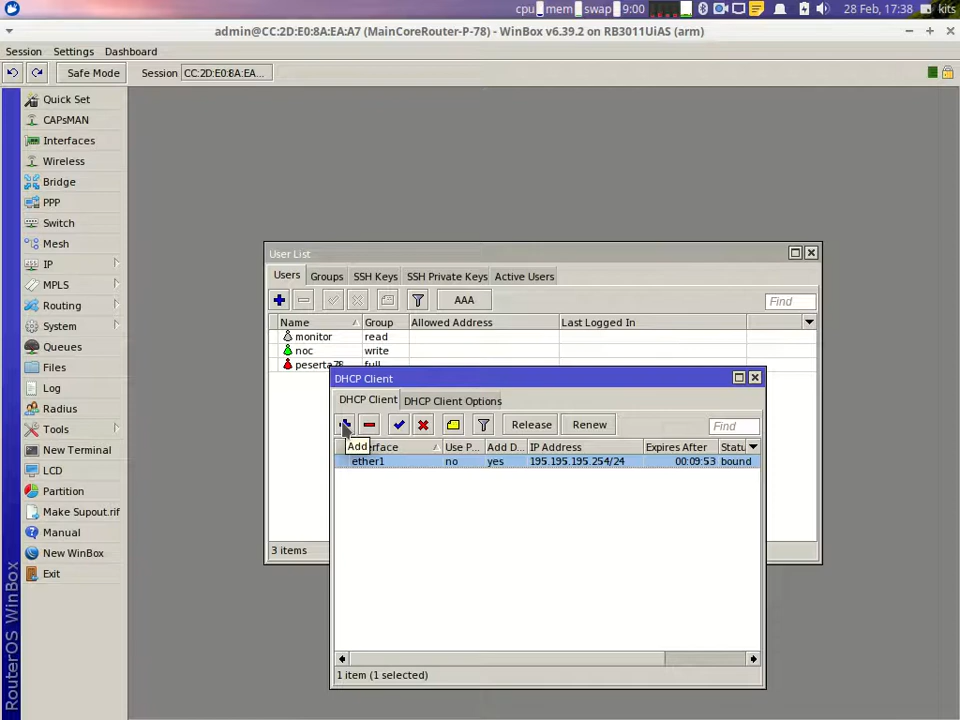 cpu mem swap 9:00 28 Feb, 17:38 kits
admin@CC:2D:E0:8A:EA:A7 (MainCoreRouter-P-78) - WinBox v6.39.2 on RB3011UiAS (arm)
Session Settings Dashboard
Safe Mode Session CC:2D:E0:8A:EA...
Quick Set
CAPsMAN
Interfaces
Wireless
Bridge
PPP
Switch
Mesh
IP
MPLS
Routing
System
Queues
Files
Log
Radius
Tools
New Terminal
LCD
Partition
Make Supout.rif
Manual
New WinBox
Exit
RouterOS WinBox
User List
Users Groups SSH Keys SSH Private Keys Active Users
AAA Find
Name Group Allowed Address Last Logged In
monitor read
noc write
peserta78 full
3 items
DHCP Client
DHCP Client DHCP Client Options
Release Renew Find
Add
Use P... Add D... IP Address Expires After
ether1 no yes 195.195.195.254/24 00:09:53 bound
1 item (1 selected)